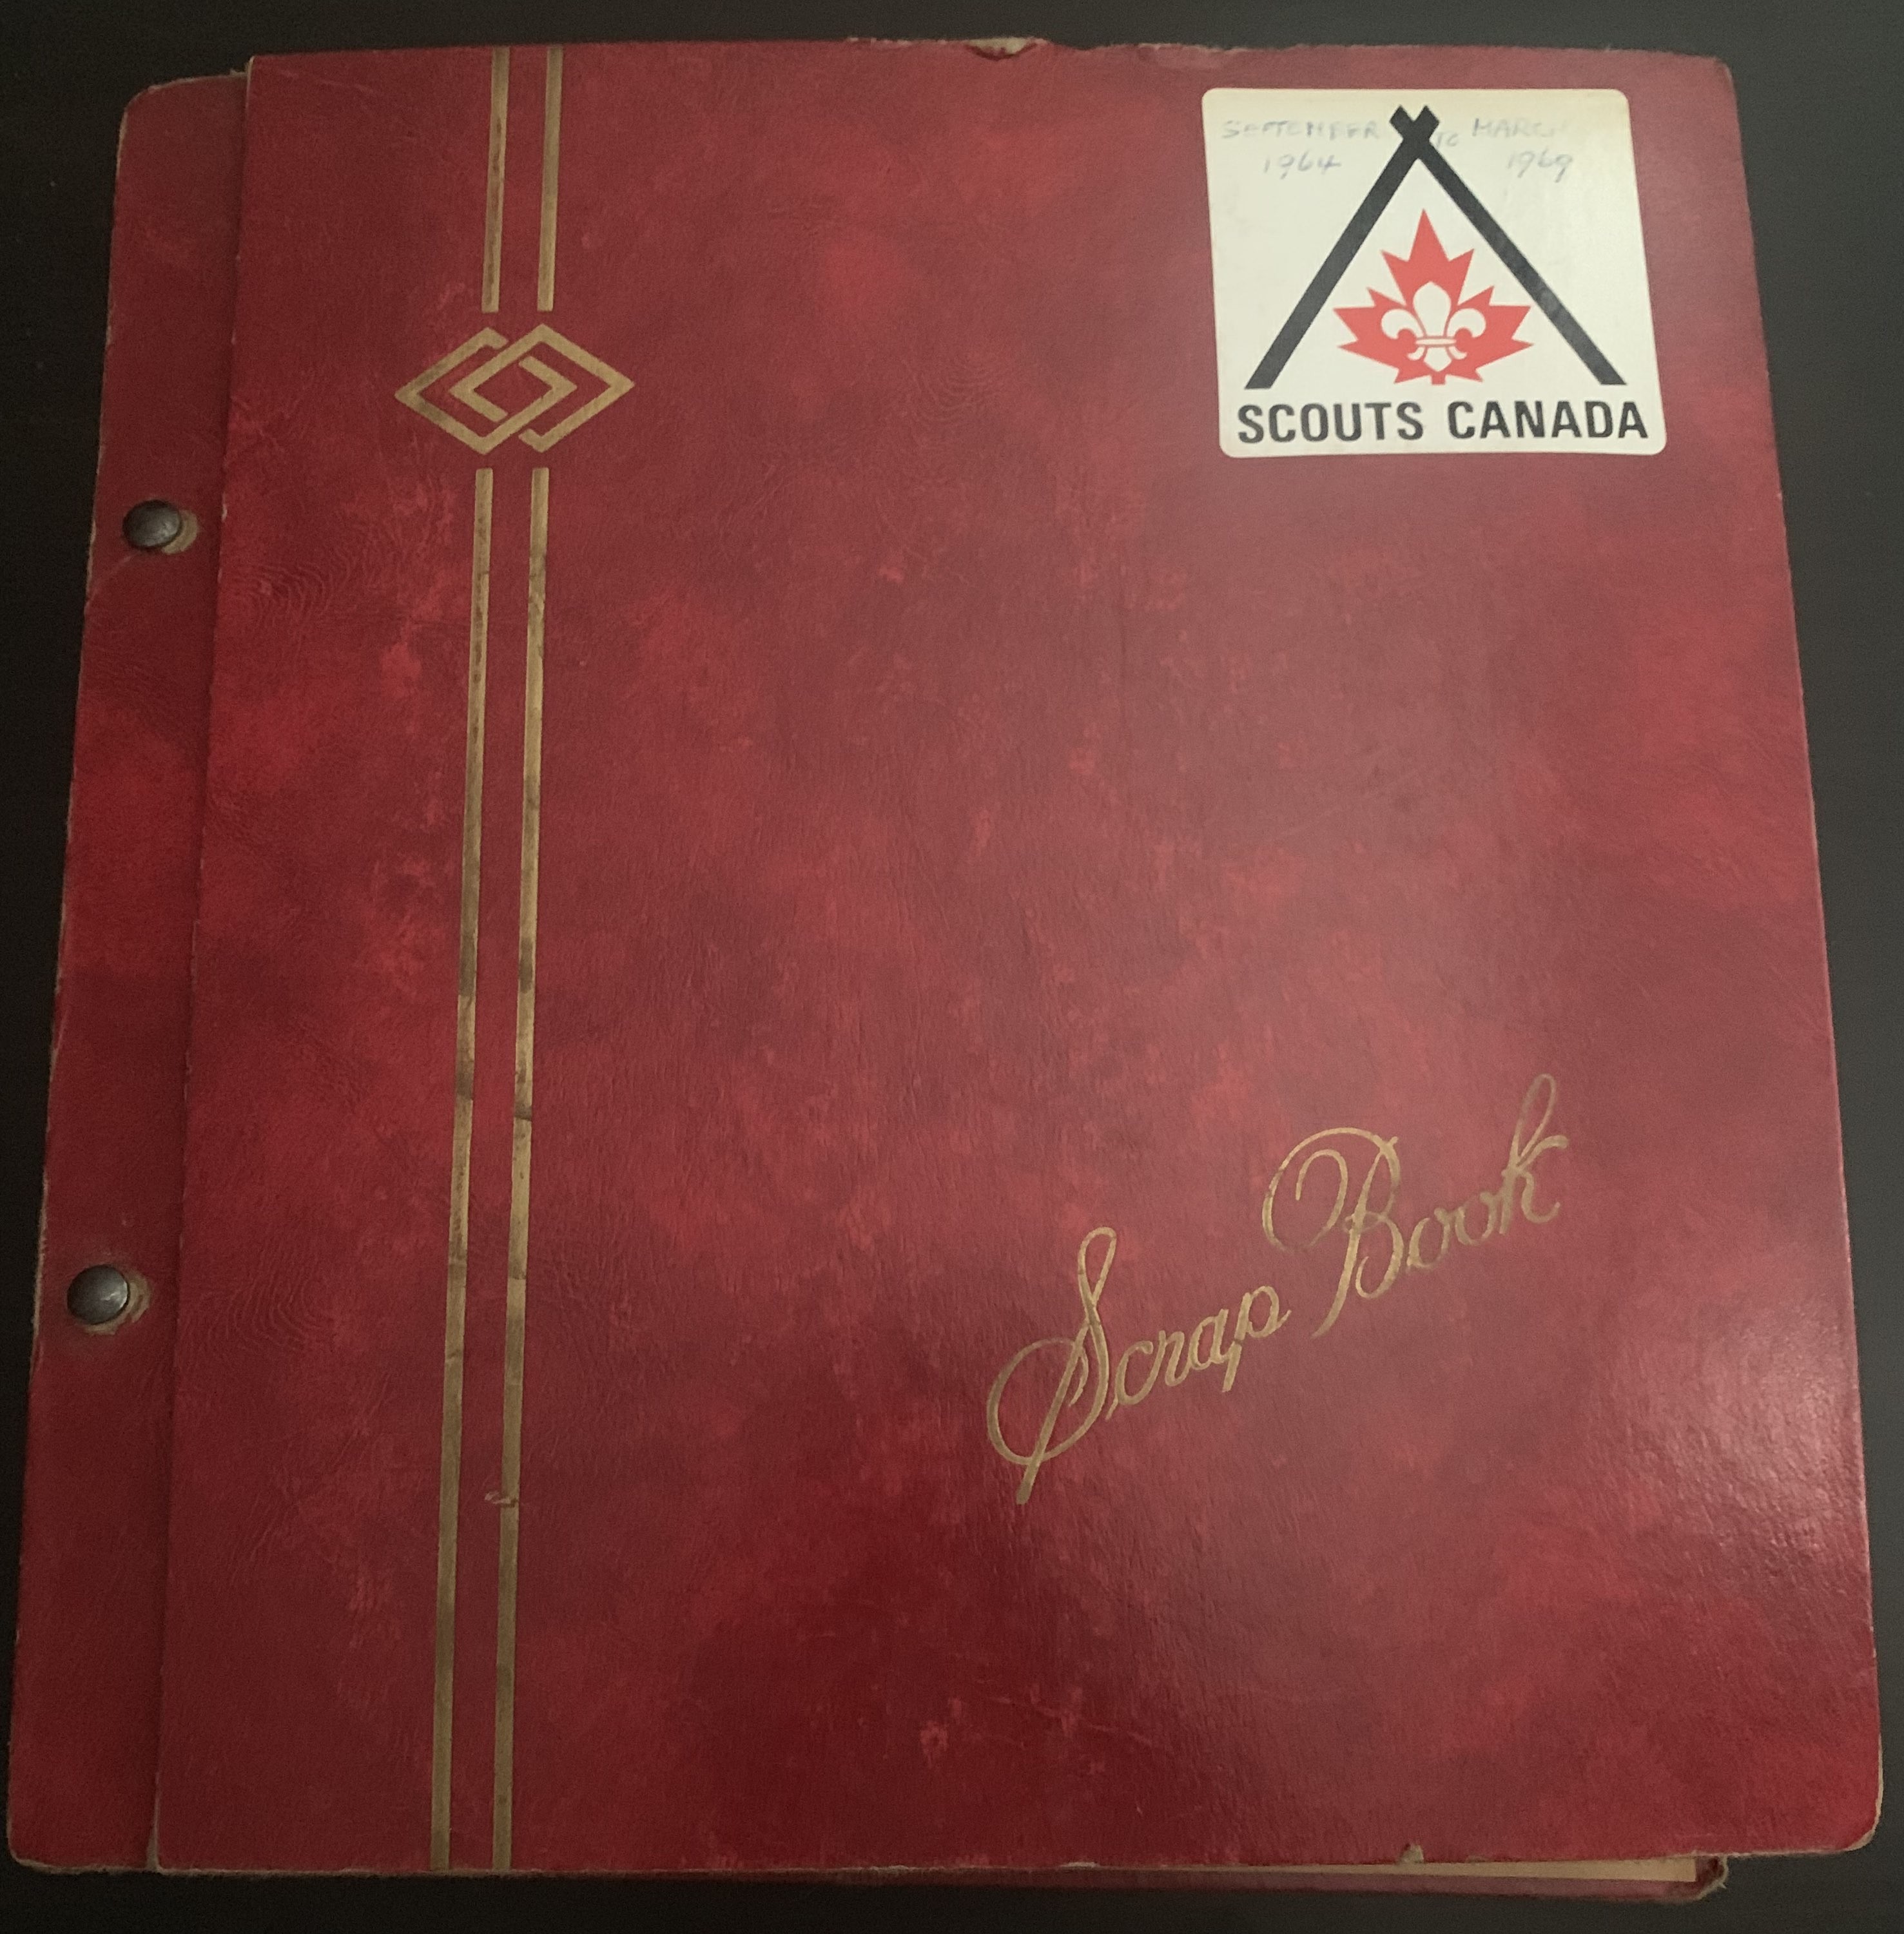 SEPTEMBER TO MARCH
1964 1969
SCOUTS CANADA
Scrap Book